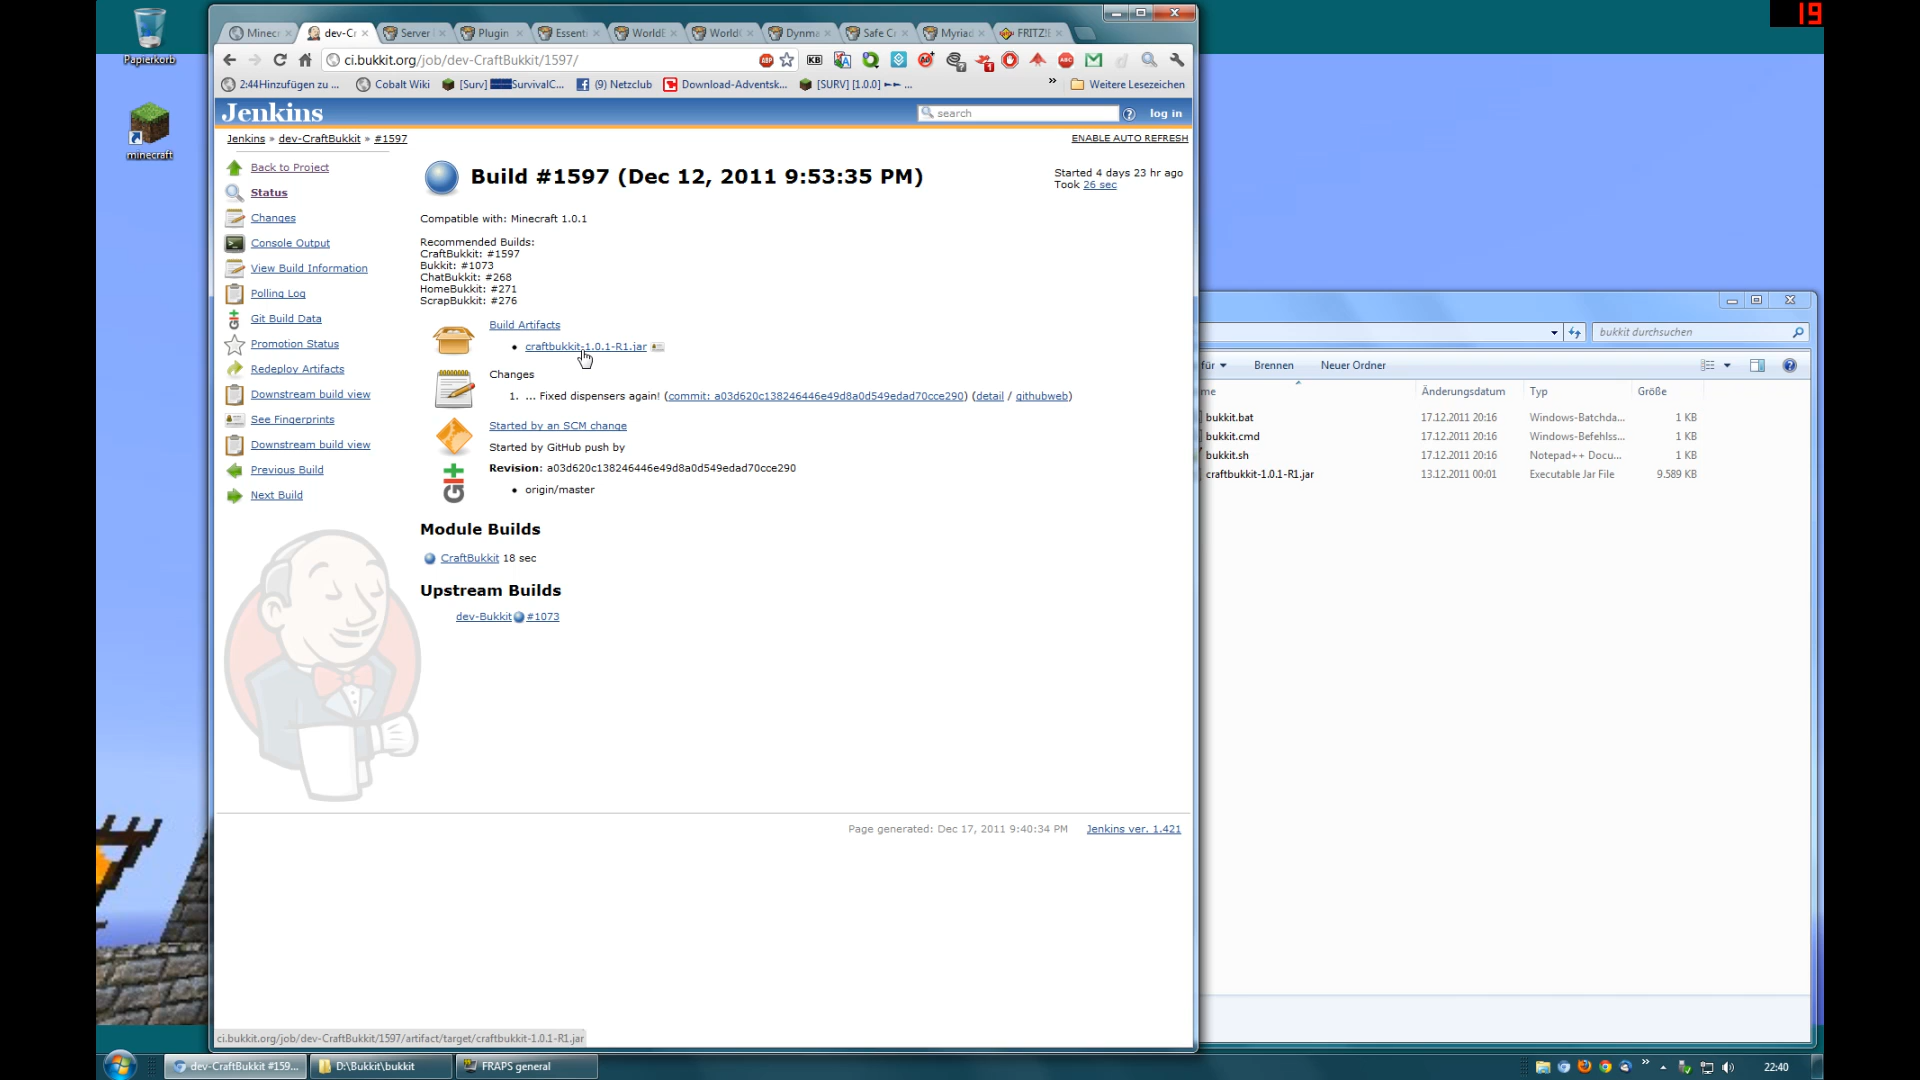 19
Papierkorb
minecraft
Minecr
dev-Cr
Server
Plugin
Essent
WorldE
World
Dynma
Safe Cr
Myriad
FRITZ!B
ci.bukkit.org/job/dev-CraftBukkit/1597/
2:44Hinzufügen zu ...
Cobalt Wiki
[Surv]
SurvivalC...
(9) Netzclub
Download-Adventsk...
[SURV] [1.0.0] ►─ ► ...
»
Weitere Lesezeichen
Jenkins
search
log in
Jenkins » dev-CraftBukkit » #1597
ENABLE AUTO REFRESH
Back to Project
Status
Changes
Console Output
View Build Information
Polling Log
Git Build Data
Promotion Status
Redeploy Artifacts
Downstream build view
See Fingerprints
Downstream build view
Previous Build
Next Build
Build #1597 (Dec 12, 2011 9:53:35 PM)
Started 4 days 23 hr ago
Took 26 sec
Compatible with: Minecraft 1.0.1
Recommended Builds:
CraftBukkit: #1597
Bukkit: #1073
ChatBukkit: #268
HomeBukkit: #271
ScrapBukkit: #276
Build Artifacts
• craftbukkit-1.0.1-R1.jar
Changes
1. ... Fixed dispensers again! (commit: a03d620c138246446e49d8a0d549edad70cce290) (detail / githubweb)
Started by an SCM change
Started by GitHub push by
Revision: a03d620c138246446e49d8a0d549edad70cce290
• origin/master
git
Module Builds
CraftBukkit 18 sec
Upstream Builds
dev-Bukkit #1073
Page generated: Dec 17, 2011 9:40:34 PM
Jenkins ver. 1.421
ci.bukkit.org/job/dev-CraftBukkit/1597/artifact/target/craftbukkit-1.0.1-R1.jar
bukkit durchsuchen
für
Brennen
Neuer Ordner
me
Änderungsdatum
Typ
Größe
bukkit.bat
17.12.2011 20:16
Windows-Batchda...
1 KB
bukkit.cmd
17.12.2011 20:16
Windows-Befehlss...
1 KB
bukkit.sh
17.12.2011 20:16
Notepad++ Docu...
1 KB
craftbukkit-1.0.1-R1.jar
13.12.2011 00:01
Executable Jar File
9.589 KB
dev-CraftBukkit #159...
D:\Bukkit\bukkit
FRAPS general
»
22:40